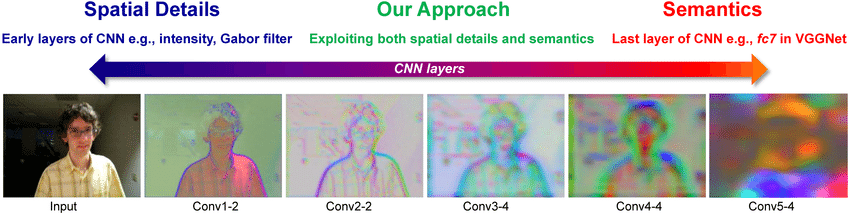 Spatial Details
Our Approach
Semantics
Early layers of CNN e.g., intensity, Gabor filter
Exploiting both spatial details and semantics
Last layer of CNN e.g., fc7 in VGGNet
CNN layers
Input
Conv1-2
Conv2-2
Conv3-4
Conv4-4
Conv5-4